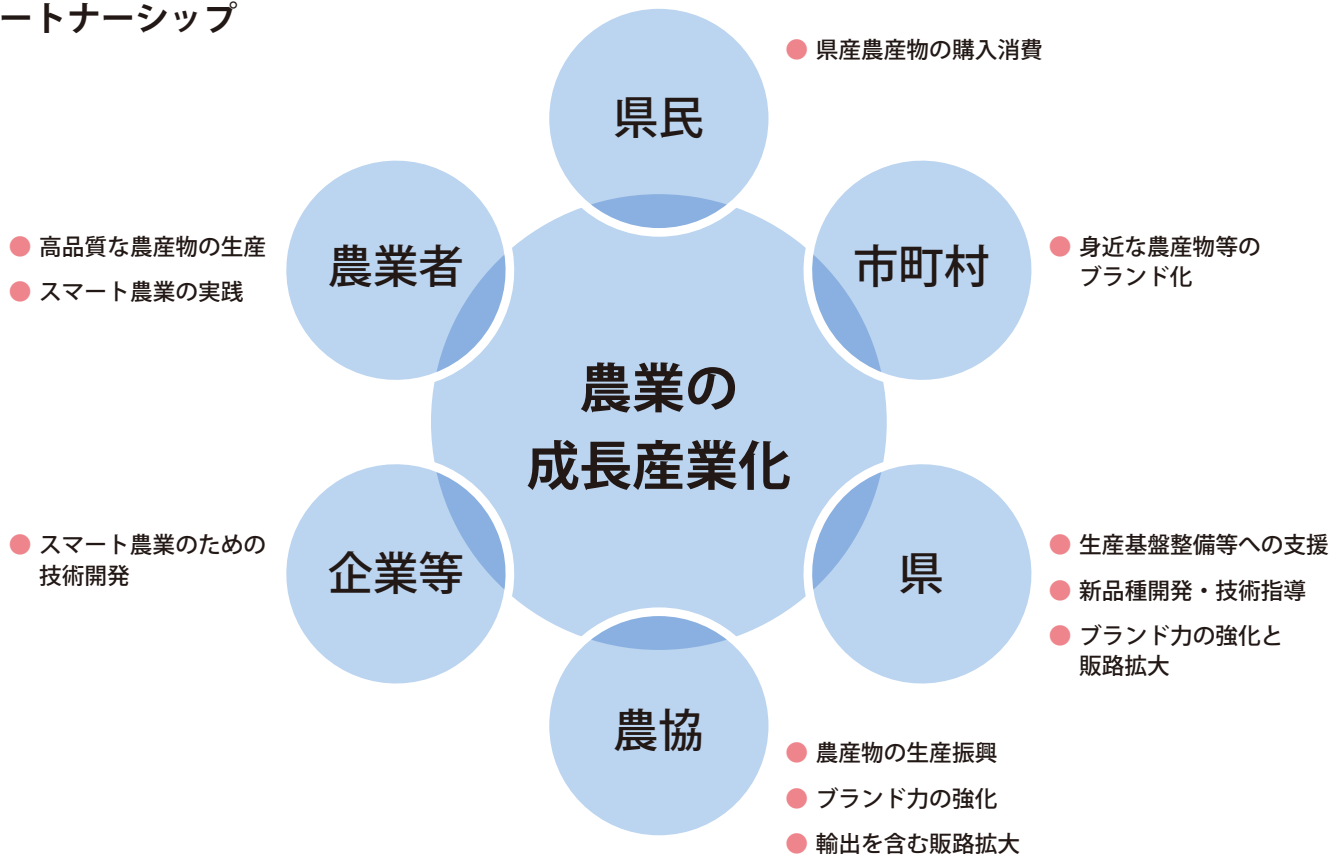 ートナーシップ
県民
● 県産農産物の購入消費
農業者
● 高品質な農産物の生産
● スマート農業の実践
市町村
● 身近な農産物等の
ブランド化
農業の
成長産業化
企業等
● スマート農業のための
技術開発
県
● 生産基盤整備等への支援
● 新品種開発・技術指導
● ブランド力の強化と
販路拡大
農協
● 農産物の生産振興
● ブランド力の強化
● 輸出を含む販路拡大